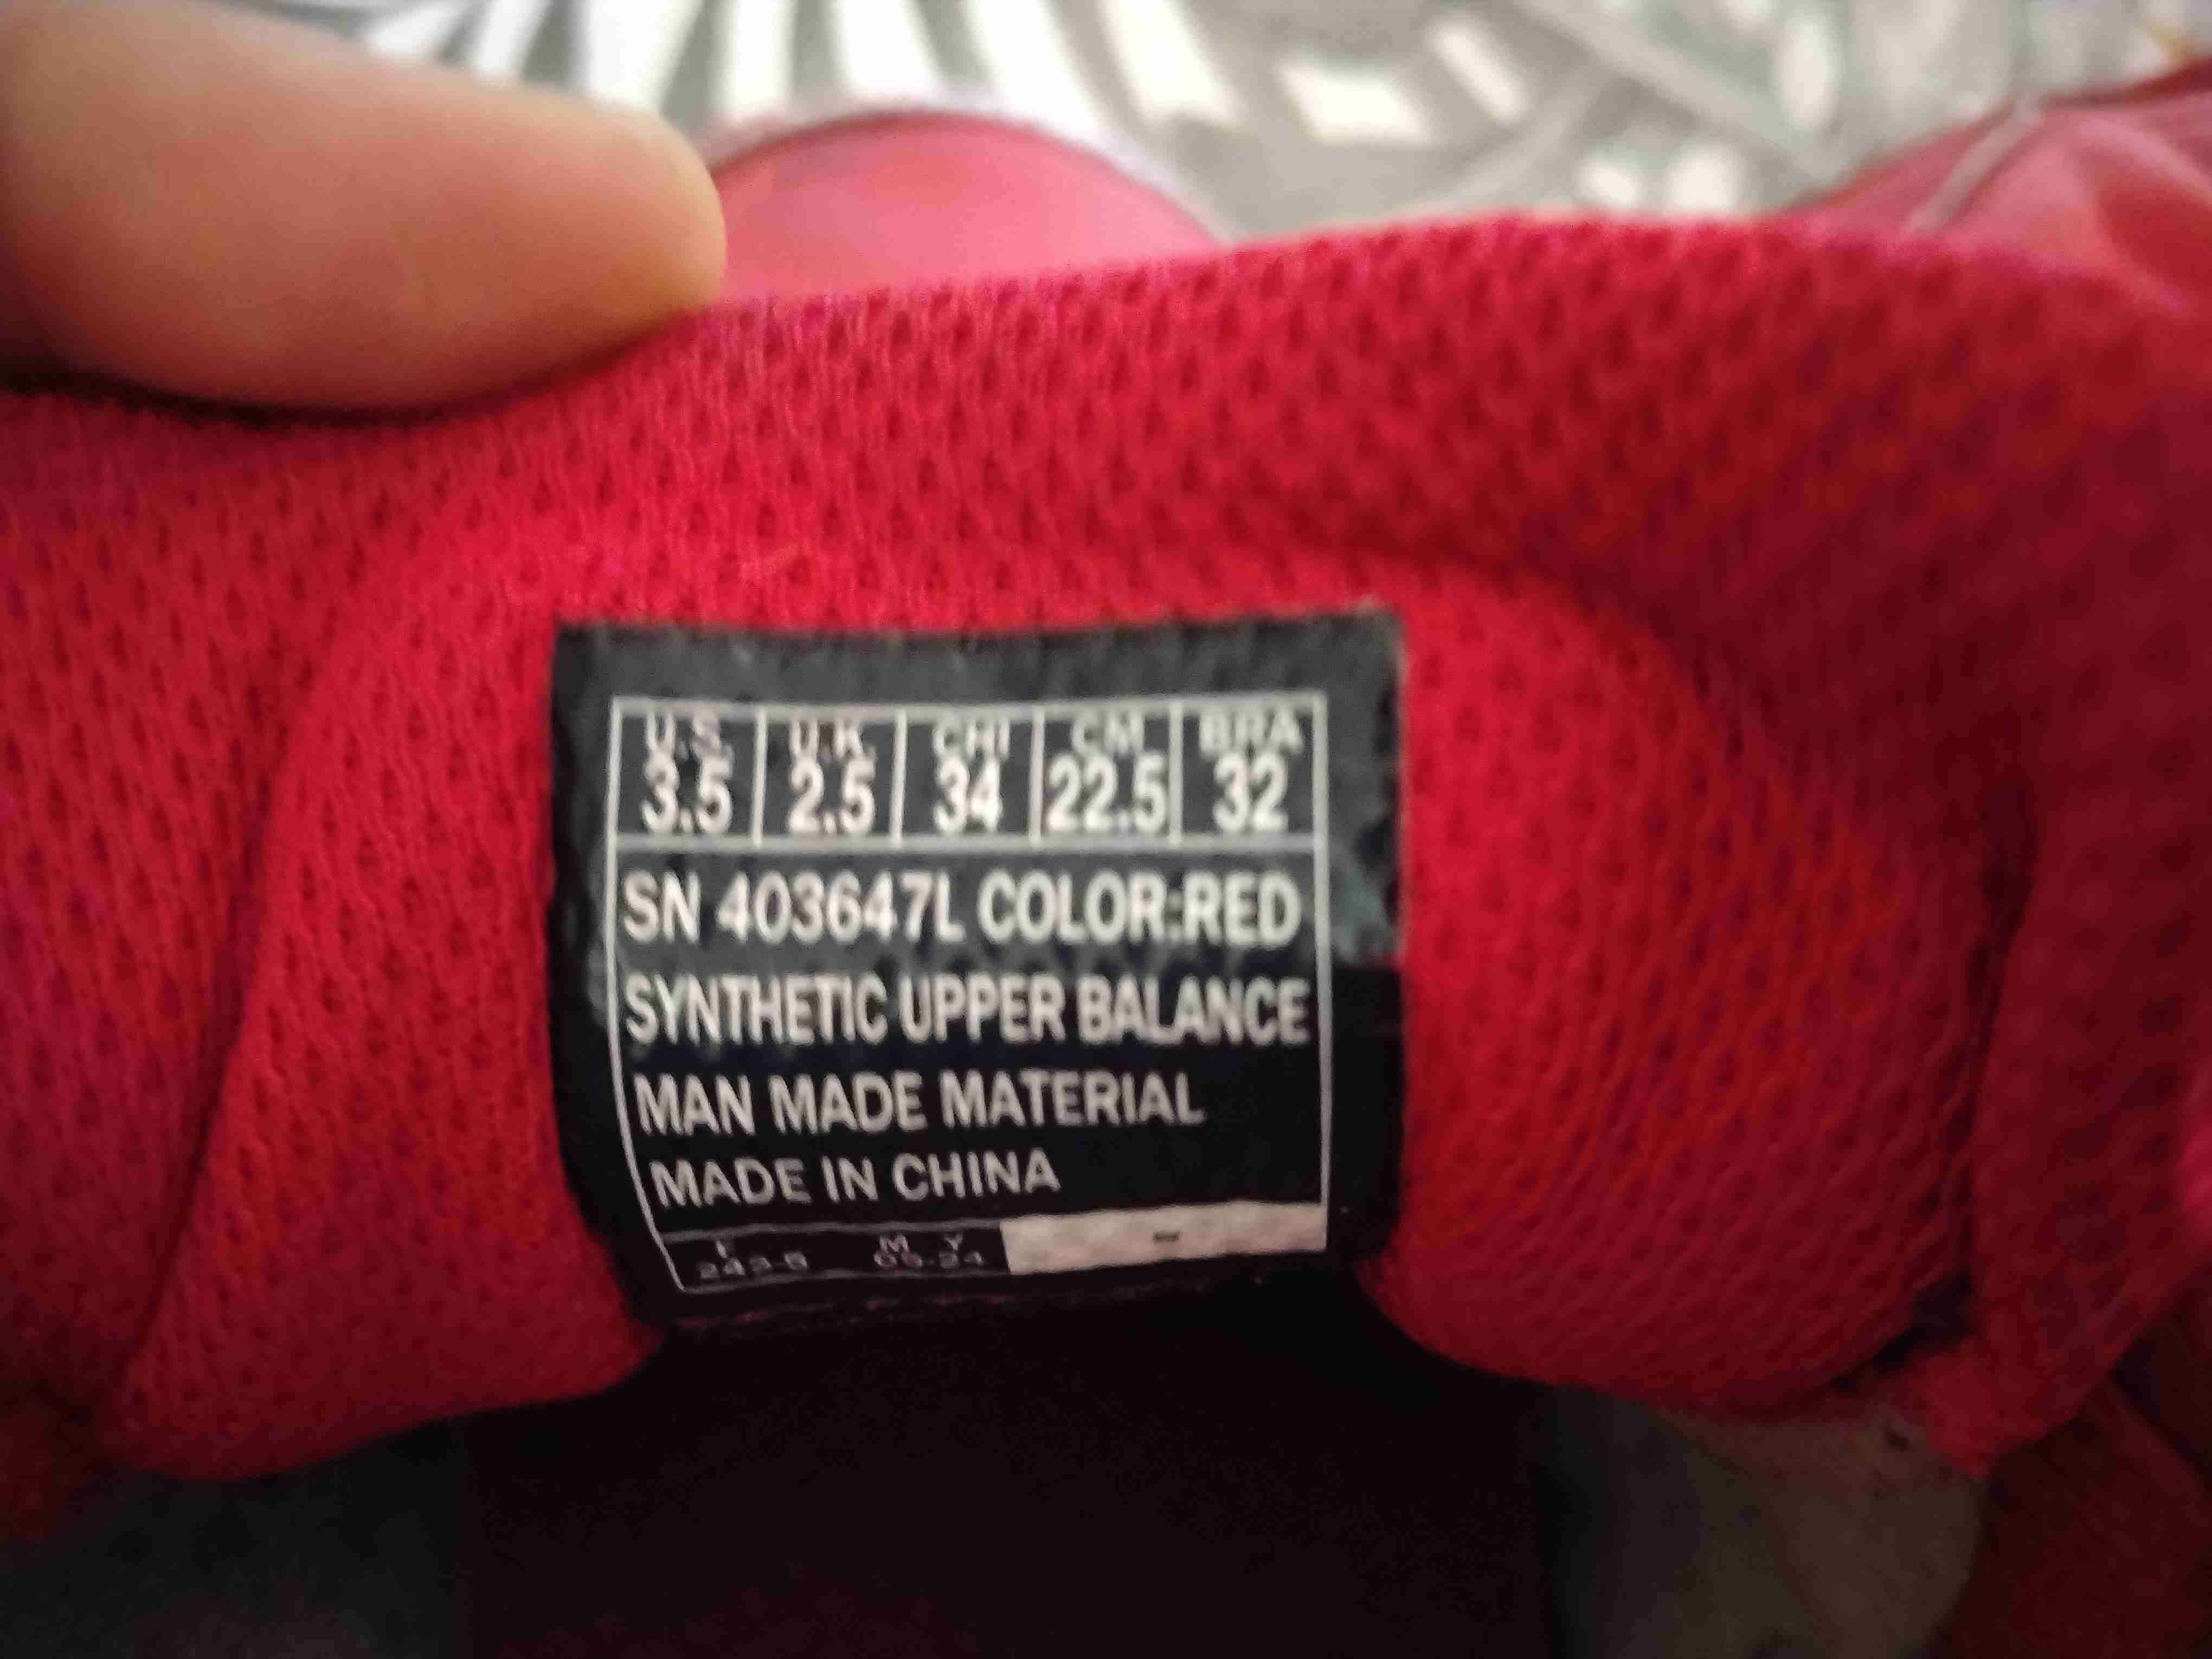 U.S. U.K. CHI CM BRA
3.5 2.5 34 22.5 32
SN 403647L COLOR:RED
SYNTHETIC UPPER BALANCE
MAN MADE MATERIAL
MADE IN CHINA
F M Y